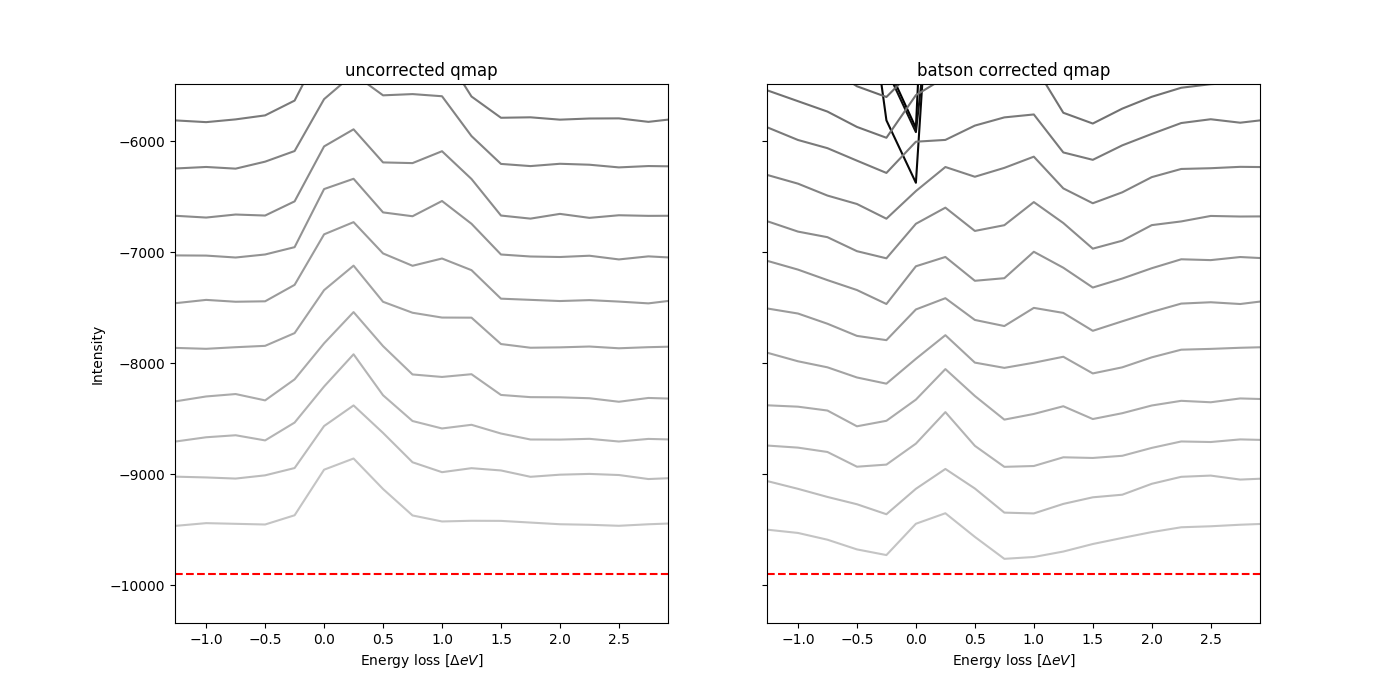 uncorrected qmap
batson corrected qmap
Intensity
−6000
−7000
−8000
−9000
−10000
−1.0 −0.5 0.0 0.5 1.0 1.5 2.0 2.5
−1.0 −0.5 0.0 0.5 1.0 1.5 2.0 2.5
Energy loss [ΔeV]
Energy loss [ΔeV]